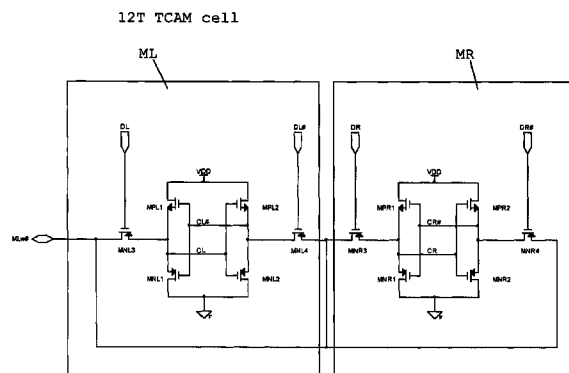 12T TCAM cell
ML MR
DL DL# DR DR#
VDD VDD
MPL1 MPL2 MPR1 MPR2
CL# CR#
MLw#
MNL3 CL MNL4 MNR3 CR MNR4
MNL1 MNL2 MNR1 MNR2